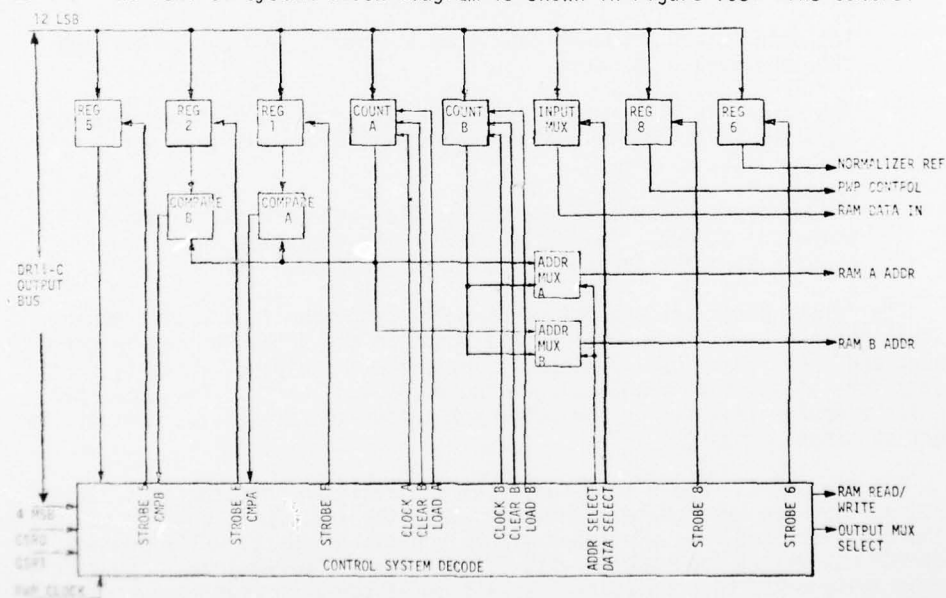 12 LSB
REG 5
REG 2
REG 1
COUNT A
COUNT B
INPUT MUX
REG 8
REG 6
NORMALIZER REF
PWP CONTROL
RAM DATA IN
COMPARE B
COMPARE A
DR11-C OUTPUT BUS
ADDR MUX A
RAM A ADDR
ADDR MUX B
RAM B ADDR
4 MSB
CSR0
CSR1
PWP CLOCK
STROBE
CMPB
STROBE
CMPA
STROBE
CLOCK A
CLEAR B
LOAD A
CLOCK B
CLEAR B
LOAD B
ADDR SELECT
DATA SELECT
STROBE 8
STROBE 6
RAM READ/
WRITE
OUTPUT MUX
SELECT
CONTROL SYSTEM DECODE